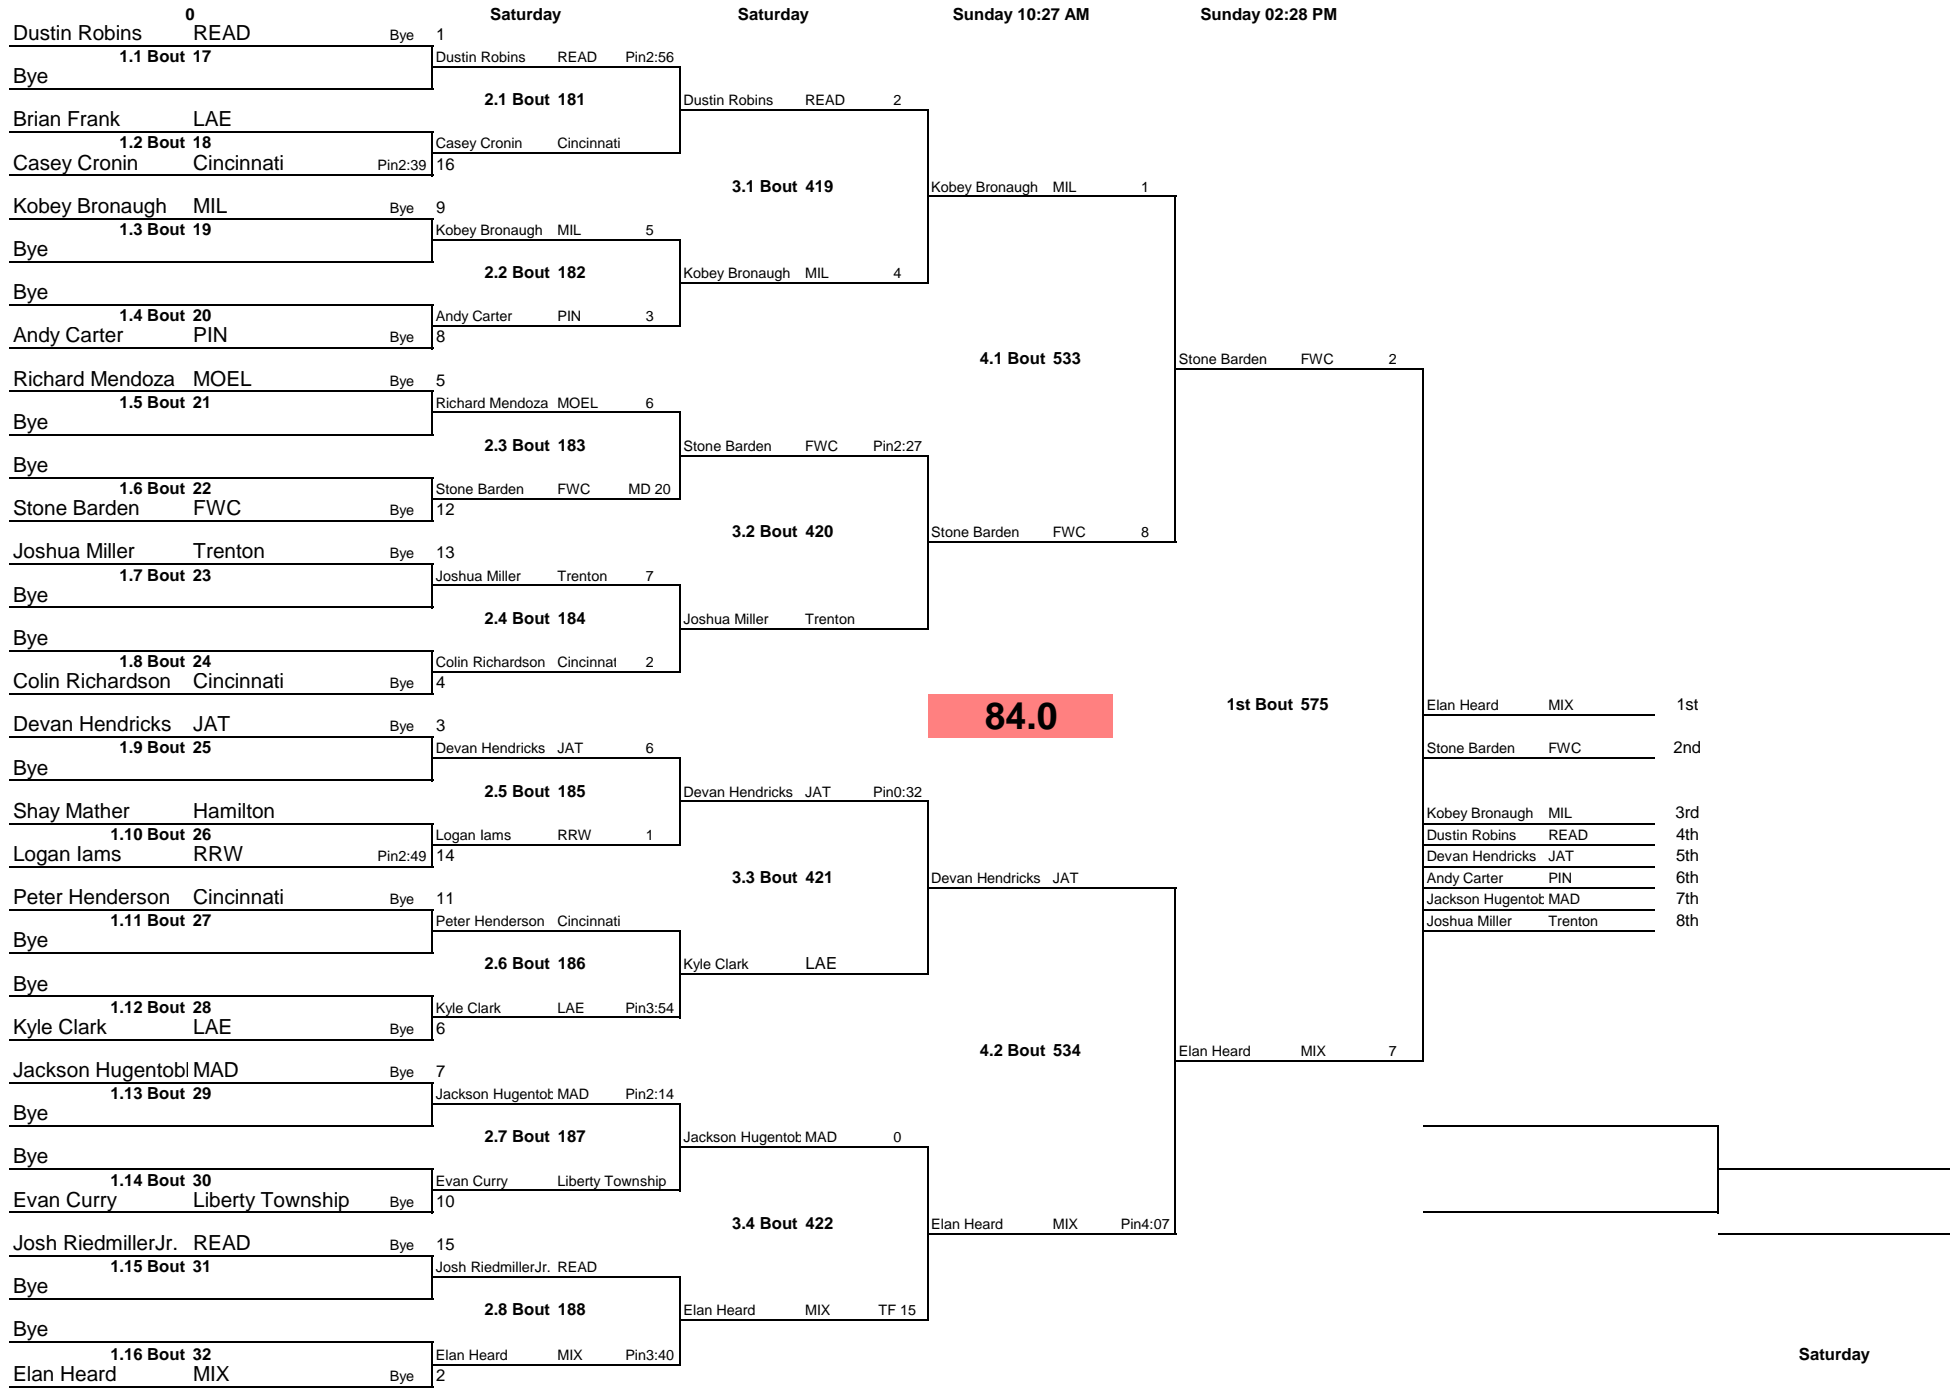 0 Saturday Saturday Sunday 10:27 AM Sunday 02:28 PM
Dustin Robins READ Bye 1
1.1 Bout 17 Dustin Robins READ Pin2:56
Bye
2.1 Bout 181 Dustin Robins READ 2
Brian Frank LAE
1.2 Bout 18 Casey Cronin Cincinnati
Casey Cronin Cincinnati Pin2:39 16
3.1 Bout 419 Kobey Bronaugh MIL 1
Kobey Bronaugh MIL Bye 9
1.3 Bout 19 Kobey Bronaugh MIL 5
Bye
2.2 Bout 182 Kobey Bronaugh MIL 4
Bye
1.4 Bout 20 Andy Carter PIN 3
Andy Carter PIN Bye 8
4.1 Bout 533 Stone Barden FWC 2
Richard Mendoza MOEL Bye 5
1.5 Bout 21 Richard Mendoza MOEL 6
Bye
2.3 Bout 183 Stone Barden FWC Pin2:27
Bye
1.6 Bout 22 Stone Barden FWC MD 20
Stone Barden FWC Bye 12
3.2 Bout 420 Stone Barden FWC 8
Joshua Miller Trenton Bye 13
1.7 Bout 23 Joshua Miller Trenton 7
Bye
2.4 Bout 184 Joshua Miller Trenton
Bye
1.8 Bout 24 Colin Richardson Cincinnat 2
Colin Richardson Cincinnati Bye 4
84.0 1st Bout 575 Elan Heard MIX 1st
Devan Hendricks JAT Bye 3
1.9 Bout 25 Devan Hendricks JAT 6 Stone Barden FWC 2nd
Bye
2.5 Bout 185 Devan Hendricks JAT Pin0:32
Shay Mather Hamilton Kobey Bronaugh MIL 3rd
1.10 Bout 26 Logan Iams RRW 1 Dustin Robins READ 4th
Logan Iams RRW Pin2:49 14 Devan Hendricks JAT 5th
3.3 Bout 421 Devan Hendricks JAT Andy Carter PIN 6th
Peter Henderson Cincinnati Bye 11 Jackson Hugentob MAD 7th
1.11 Bout 27 Peter Henderson Cincinnati Joshua Miller Trenton 8th
Bye
2.6 Bout 186 Kyle Clark LAE
Bye
1.12 Bout 28 Kyle Clark LAE Pin3:54
Kyle Clark LAE Bye 6
4.2 Bout 534 Elan Heard MIX 7
Jackson Hugentobl MAD Bye 7
1.13 Bout 29 Jackson Hugentob MAD Pin2:14
Bye
2.7 Bout 187 Jackson Hugentob MAD 0
Bye
1.14 Bout 30 Evan Curry Liberty Township
Evan Curry Liberty Township Bye 10
3.4 Bout 422 Elan Heard MIX Pin4:07
Josh RiedmillerJr. READ Bye 15
1.15 Bout 31 Josh RiedmillerJr. READ
Bye
2.8 Bout 188 Elan Heard MIX TF 15
Bye
1.16 Bout 32 Elan Heard MIX Pin3:40 Saturday
Elan Heard MIX Bye 2